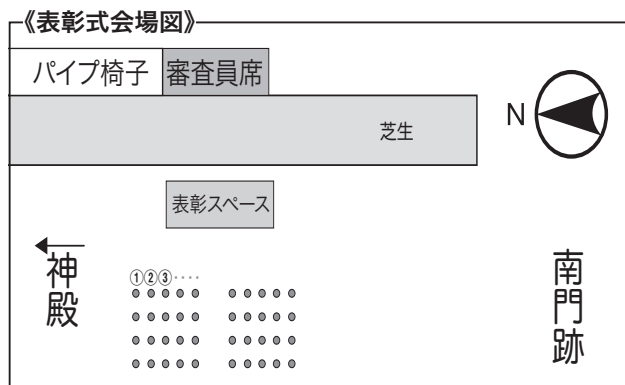 《表彰式会場図》
パイプ椅子
審査員席
芝生
N
表彰スペース
神殿
①②③‥‥
南門跡